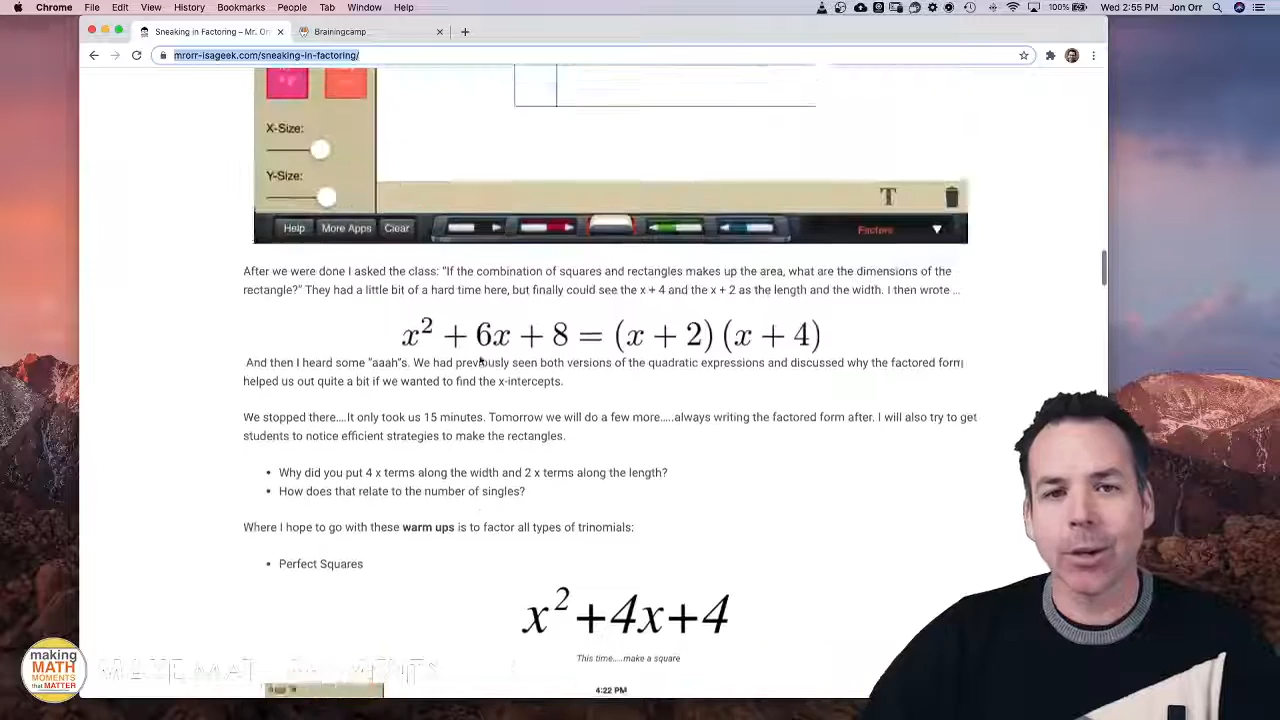 Chrome File Edit View History Bookmarks People Tab Window Help 100% Wed 2:55 PM Jon Orr
Sneaking in Factoring – Mr. Or
Brainingcamp
mrorr-isageek.com/sneaking-in-factoring/
X-Size:
Y-Size:
T
Help More Apps Clear Factors
After we were done I asked the class: "If the combination of squares and rectangles makes up the area, what are the dimensions of the
rectangle?" They had a little bit of a hard time here, but finally could see the x + 4 and the x + 2 as the length and the width. I then wrote ...
x² + 6x + 8 = (x + 2) (x + 4)
And then I heard some "aaah"s. We had previously seen both versions of the quadratic expressions and discussed why the factored form
helped us out quite a bit if we wanted to find the x-intercepts.
We stopped there....It only took us 15 minutes. Tomorrow we will do a few more.....always writing the factored form after. I will also try to get
students to notice efficient strategies to make the rectangles.
• Why did you put 4 x terms along the width and 2 x terms along the length?
• How does that relate to the number of singles?
Where I hope to go with these warm ups is to factor all types of trinomials:
• Perfect Squares
x²+4x+4
This time....make a square
4:22 PM
making
MATH
MOMENTS
that MATTER